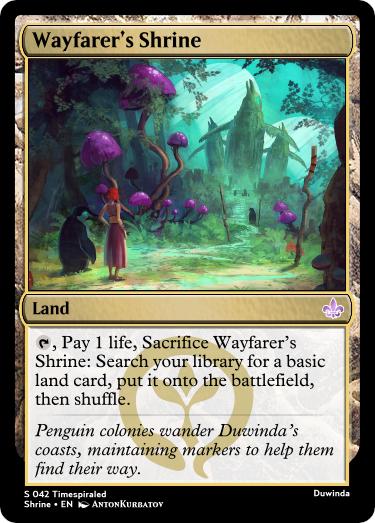 Wayfarer's Shrine
Land
, Pay 1 life, Sacrifice Wayfarer's
Shrine: Search your library for a basic
land card, put it onto the battlefield,
then shuffle.
Penguin colonies wander Duwinda's
coasts, maintaining markers to help them
find their way.
S 042 Timespiraled
Duwinda
Shrine • EN AntonKurbatov